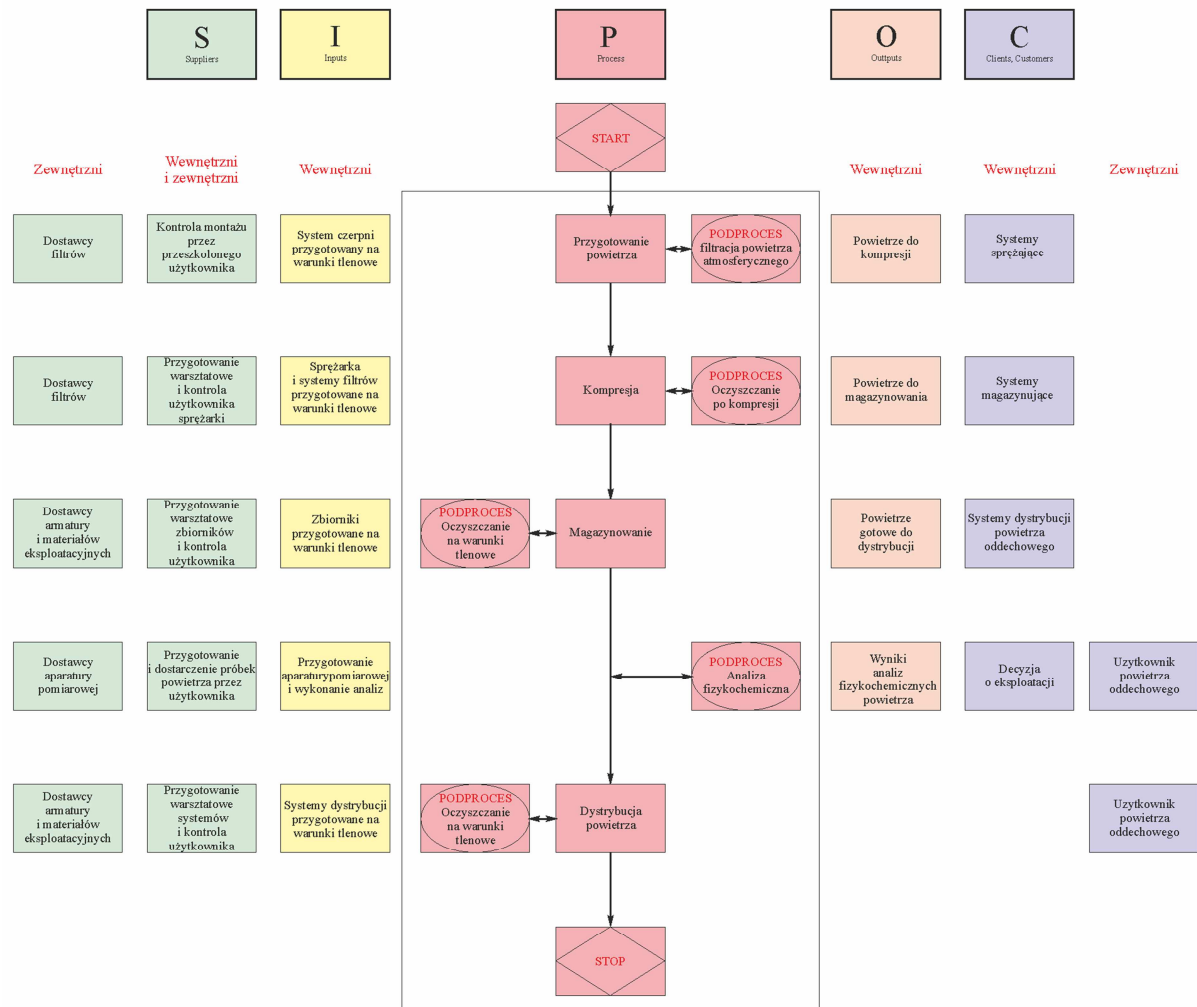 S
Suppliers
I
Inputs
P
Process
O
Outtputs
C
Clients, Customers
START
Zewnętrzni
Wewnętrzni
i zewnętrzni
Wewnętrzni
Wewnętrzni
Wewnętrzni
Zewnętrzni
Dostawcy
filtrów
Kontrola montażu
przez
przeszkolonego
użytkownika
System czerpni
przygotowany na
warunki tlenowe
Przygotowanie
powietrza
PODPROCES
filtracja powietrza
atmosferycznego
Powietrze do
kompresji
Systemy
sprężające
Dostawcy
filtrów
Przygotowanie
warsztatowe
i kontrola
użytkownika
sprężarki
Sprężarka
i systemy filtrów
przygotowane na
warunki tlenowe
Kompresja
PODPROCES
Oczyszczanie
po kompresji
Powietrze do
magazynowania
Systemy
magazynujące
Dostawcy
armatury
i materiałów
eksploatacyjnych
Przygotowanie
warsztatowe
zbiorników
i kontrola
użytkownika
Zbiorniki
przygotowane na
warunki tlenowe
PODPROCES
Oczyszczanie
na warunki
tlenowe
Magazynowanie
Powietrze
gotowe do
dystrybucji
Systemy dystrybucji
powietrza
oddechowego
Dostawcy
aparatury
pomiarowej
Przygotowanie
i dostarczenie próbek
powietrza przez
użytkownika
Przygotowanie
aparaturypomiarowej
i wykonanie analiz
PODPROCES
Analiza
fizykochemiczna
Wyniki
analiz
fizykochemicznych
powietrza
Decyzja
o eksploatacji
Uzytkownik
powietrza
oddechowego
Dostawcy
armatury
i materiałów
eksploatacyjnych
Przygotowanie
warsztatowe
systemów
i kontrola
użytkownika
Systemy dystrybucji
przygotowane na
warunki tlenowe
PODPROCES
Oczyszczanie
na warunki
tlenowe
Dystrybucja
powietrza
Uzytkownik
powietrza
oddechowego
STOP